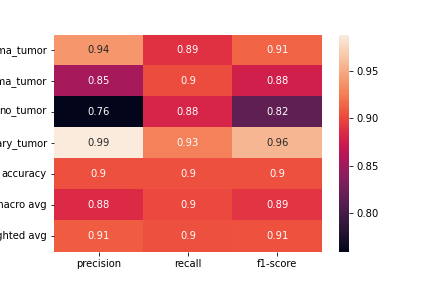 ma_tumor 0.94 0.89 0.91
ma_tumor 0.85 0.9 0.88
no_tumor 0.76 0.88 0.82
ary_tumor 0.99 0.93 0.96
accuracy 0.9 0.9 0.9
macro avg 0.88 0.9 0.89
ghted avg 0.91 0.9 0.91
precision recall f1-score
0.95
0.90
0.85
0.80